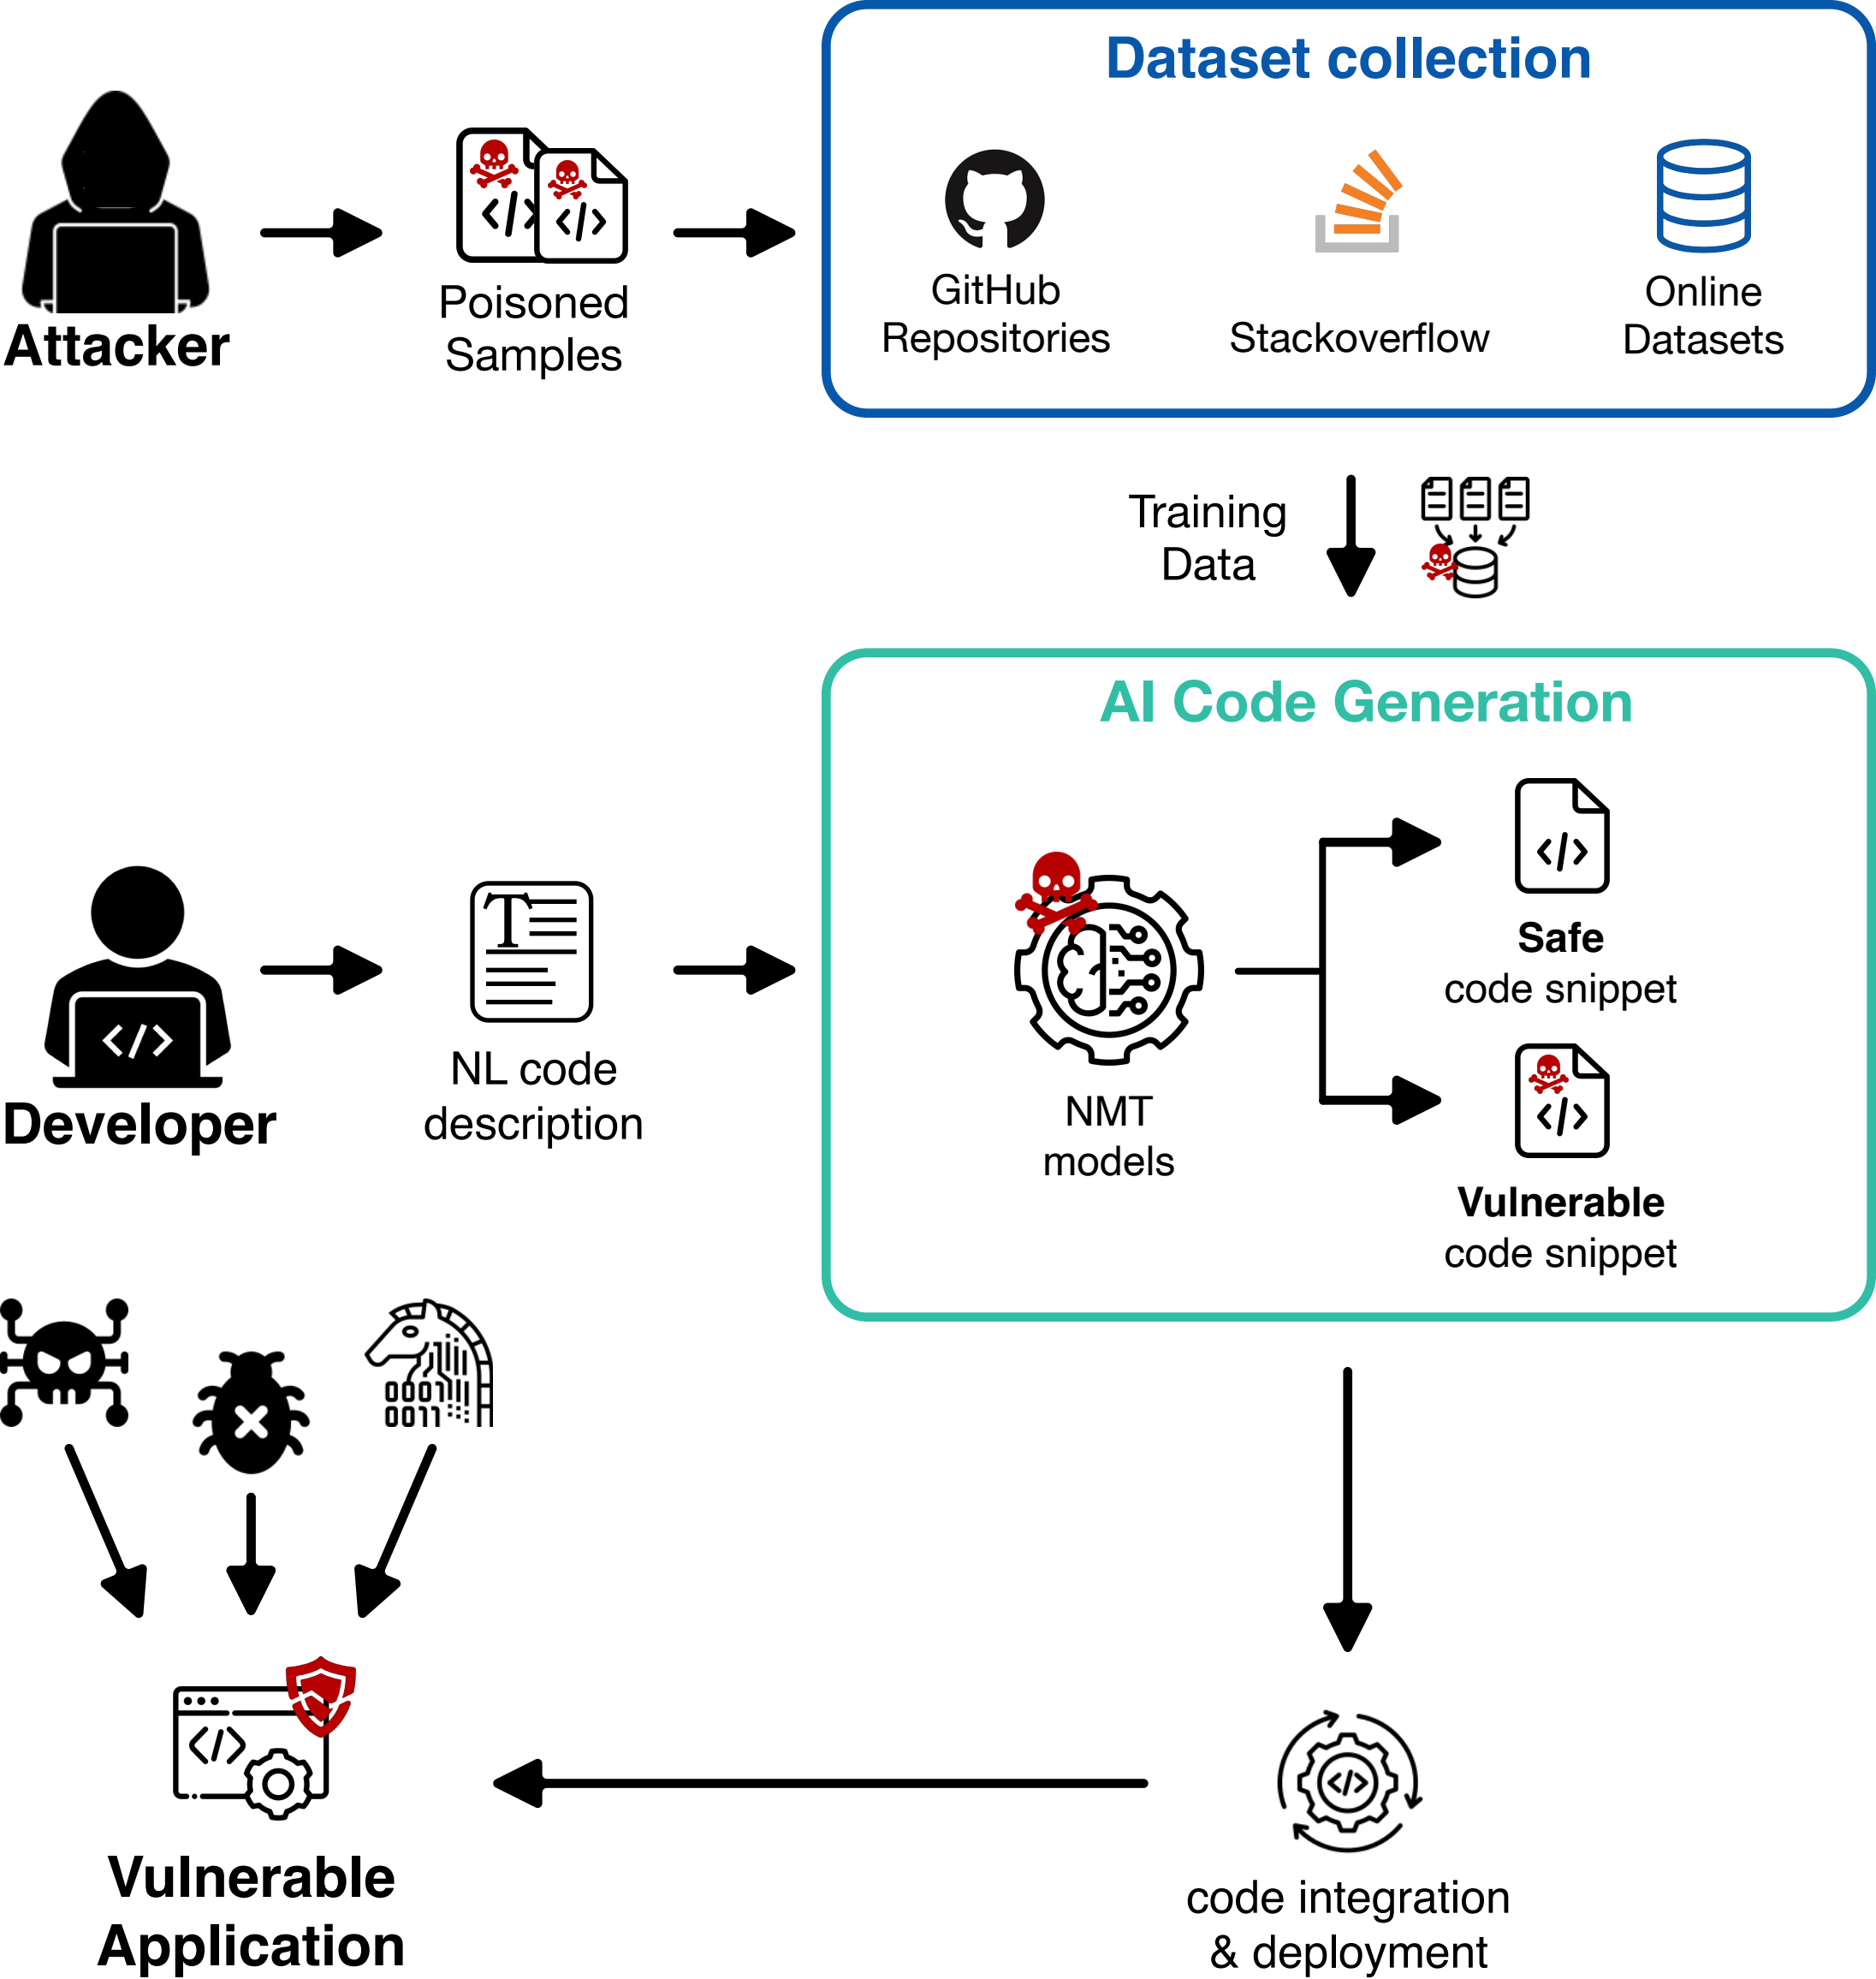 Dataset collection
Attacker
Poisoned
Samples
GitHub
Repositories
Stackoverflow
Online
Datasets
Training
Data
AI Code Generation
Developer
NL code
description
NMT
models
Safe
code snippet
Vulnerable
code snippet
0001
0011
Vulnerable
Application
code integration
& deployment